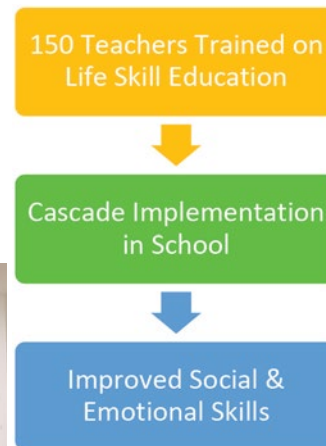 150 Teachers Trained on
Life Skill Education
Cascade Implementation
in School
Improved Social &
Emotional Skills